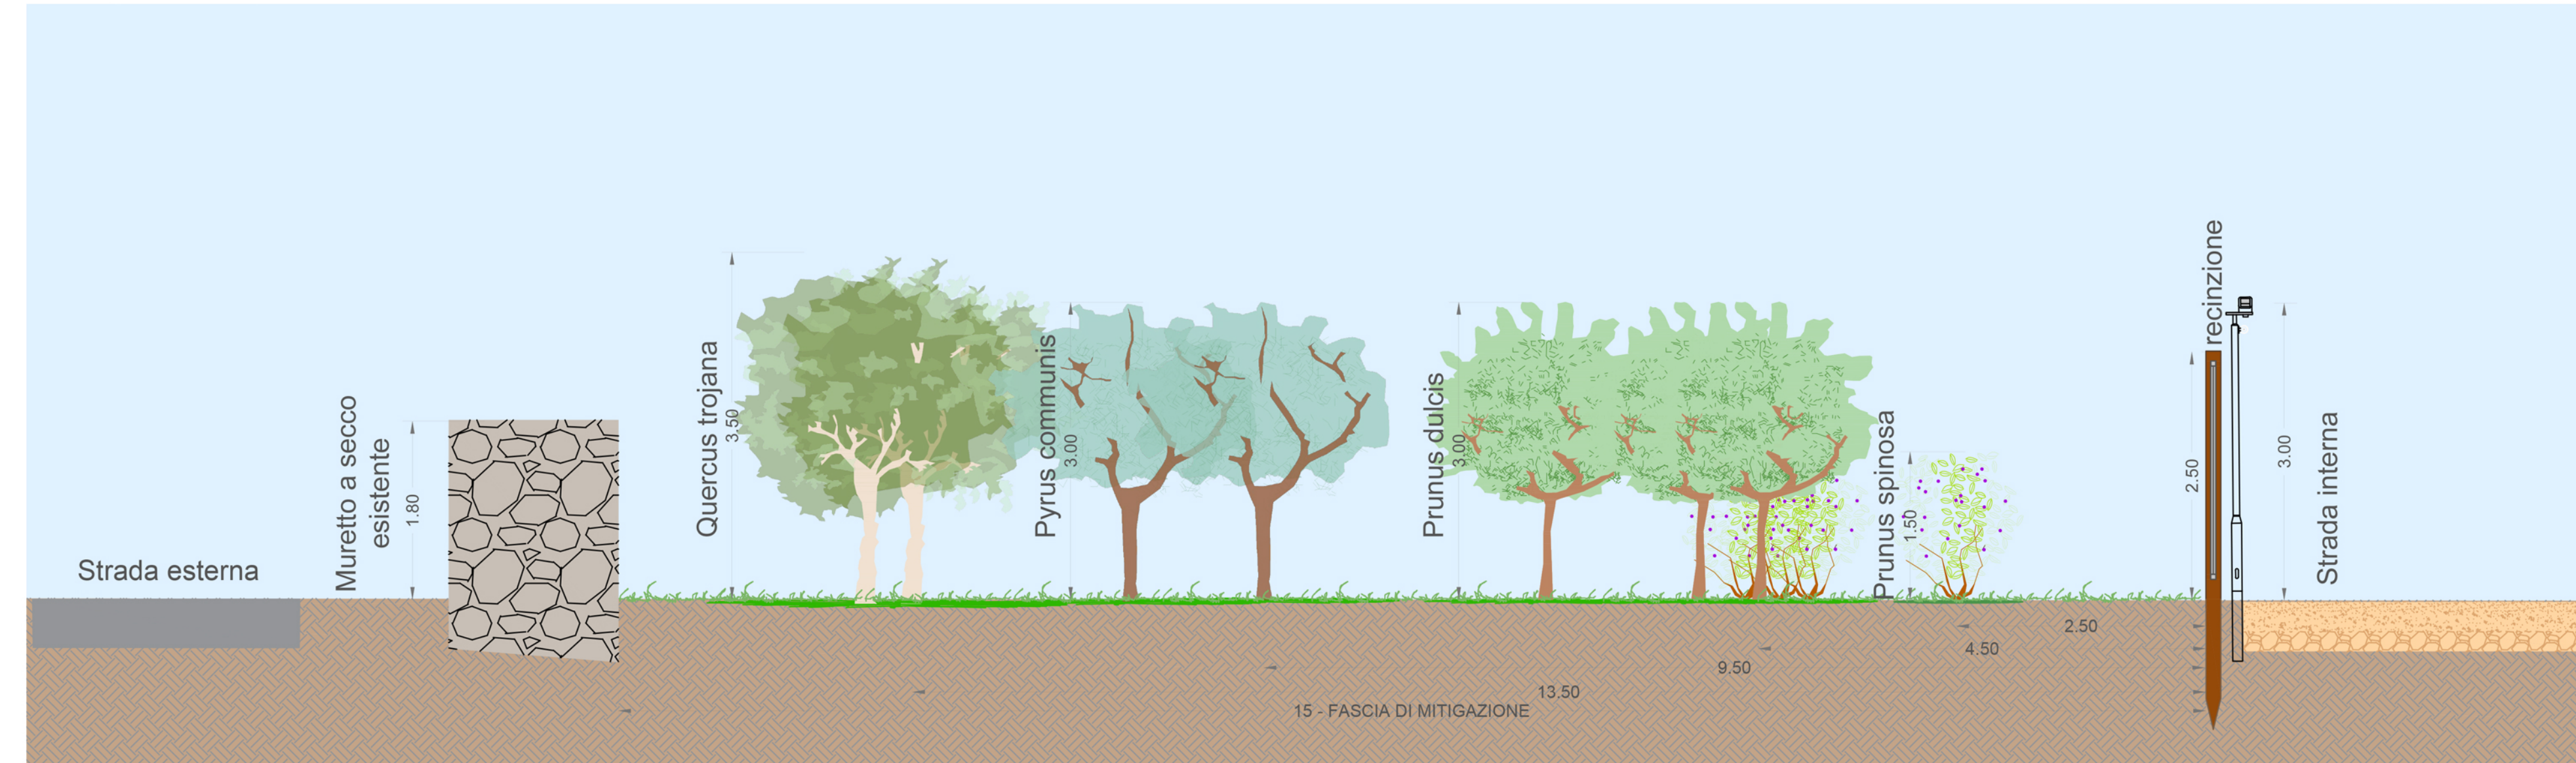 Strada esterna
Muretto a secco
esistente
1.80
Quercus trojana
3.50
Pyrus communis
3.00
Prunus dulcis
3.00
Prunus spinosa
1.50
recinzione
2.50
3.00
Strada interna
2.50
4.50
9.50
13.50
15 - FASCIA DI MITIGAZIONE